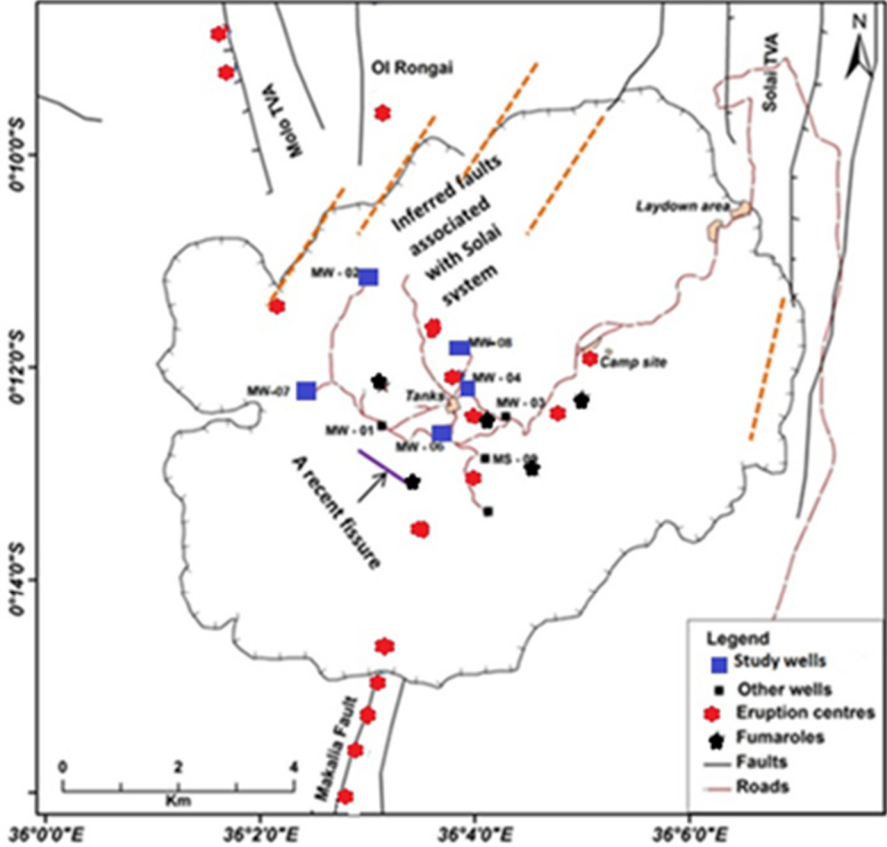 N
Ol Rongai
Molo TVA
Solai TVA
0°10'0"S
Inferred faults
associated
with Solai
system
Laydown area
MW - 02
MW-08
0°12'0"S
Camp site
MW - 04
MW-07
Tanks
MW - 03
MW - 01
MW - 06
MS - 09
A recent fissure
0°14'0"S
Makalia Fault
Legend
Study wells
Other wells
Eruption centres
Fumaroles
Faults
Roads
0 2 4
Km
36°0'0"E 36°2'0"E 36°4'0"E 36°6'0"E